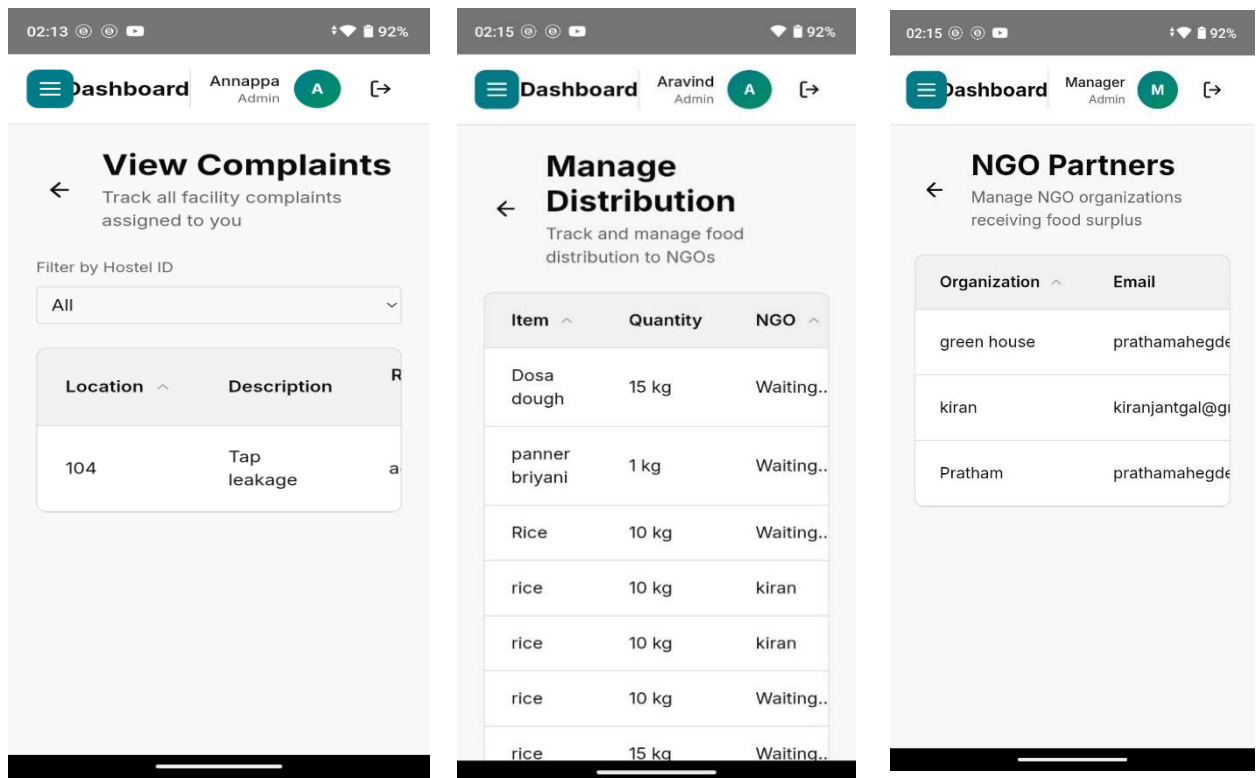 02:13 92%
Dashboard Annappa A
Admin
View Complaints
Track all facility complaints
assigned to you
Filter by Hostel ID
All
Location Description R
104 Tap
leakage a
02:15 92%
Dashboard Aravind A
Admin
Manage
Distribution
Track and manage food
distribution to NGOs
Item Quantity NGO
Dosa
dough 15 kg Waiting..
panner
briyani 1 kg Waiting..
Rice 10 kg Waiting..
rice 10 kg kiran
rice 10 kg kiran
rice 10 kg Waiting..
rice 15 kg Waiting..
02:15 92%
Dashboard Manager M
Admin
NGO Partners
Manage NGO organizations
receiving food surplus
Organization Email
green house prathamahegde
kiran kiranjantgal@g
Pratham prathamahegde